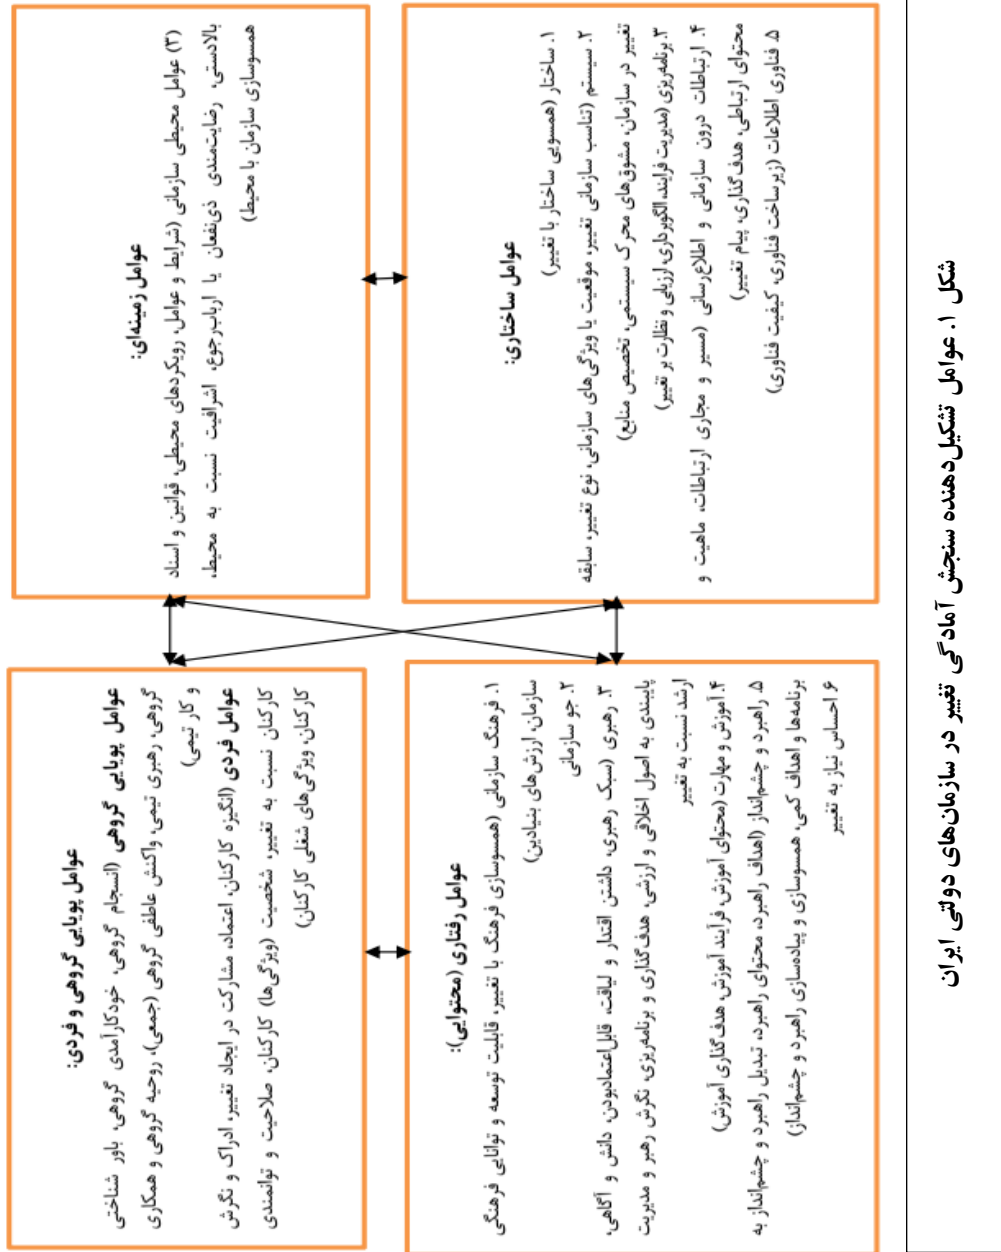 عوامل زمینه‌ای:
(۳) عوامل محیطی سازمانی (شرایط و عوامل، رویکردهای محیطی، قوانین و اسناد
بالادستی، رضایت‌مندی ذی‌نفعان یا ارباب‌رجوع، اشرافیت نسبت به محیط،
همسوسازی سازمان با محیط)
عوامل پویایی گروهی و فردی:
عوامل پویایی گروهی (انسجام گروهی، خودکارآمدی گروهی، باور شناختی
گروهی، رهبری تیمی، واکنش عاطفی گروهی (جمعی)، روحیه گروهی و همکاری
و کار تیمی)
عوامل فردی (انگیزه کارکنان، اعتماد، مشارکت در ایجاد تغییر، ادراک و نگرش
کارکنان نسبت به تغییر، شخصیت (ویژگی‌ها) کارکنان، صلاحیت و توانمندی
کارکنان، ویژگی‌های شغلی کارکنان)
عوامل ساختاری:
۱. ساختار (همسویی ساختار با تغییر)
۲. سیستم (تناسب سازمانی تغییر، موقعیت یا ویژگی‌های سازمانی، نوع تغییر، سابقه
تغییر در سازمان، مشوق‌های محرک سیستمی، تخصیص منابع)
۳. برنامه‌ریزی (مدیریت فرایند، الگوبرداری، ارزیابی و نظارت بر تغییر)
۴. ارتباطات درون سازمانی و اطلاع‌رسانی (مسیر و مجاری ارتباطات، ماهیت و
محتوای ارتباطی، هدف‌گذاری، پیام تغییر)
۵. فناوری اطلاعات (زیرساخت فناوری، کیفیت فناوری)
عوامل رفتاری (محتوایی):
۱. فرهنگ سازمانی (همسوسازی فرهنگ با تغییر، قابلیت توسعه و توانایی فرهنگی
سازمان، ارزش‌های بنیادین)
۲. جو سازمانی
۳. رهبری (سبک رهبری، داشتن اقتدار و لیاقت، قابل‌اعتمادبودن، دانش و آگاهی،
پایبندی به اصول اخلاقی و ارزشی، هدف‌گذاری و برنامه‌ریزی، نگرش رهبر و مدیریت
ارشد نسبت به تغییر
۴. آموزش و مهارت (محتوای آموزش، فرآیند آموزش، هدف‌گذاری آموزش)
۵. راهبرد و چشم‌انداز (اهداف راهبرد، محتوای راهبرد، تبدیل راهبرد و چشم‌انداز به
برنامه‌ها و اهداف کمی، همسوسازی و پیاده‌سازی راهبرد و چشم‌انداز)
۶ احساس نیاز به تغییر
شکل ۱. عوامل تشکیل‌دهنده سنجش آمادگی تغییر در سازمان‌های دولتی ایران